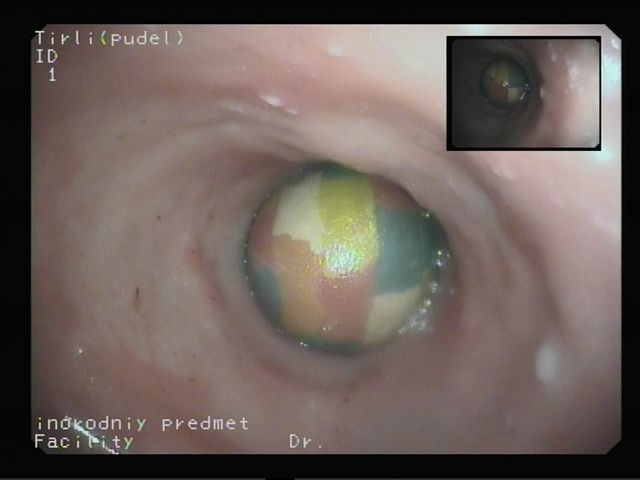 Tirli(pudel)
ID
1
inorodniy predmet
Facility
Dr.